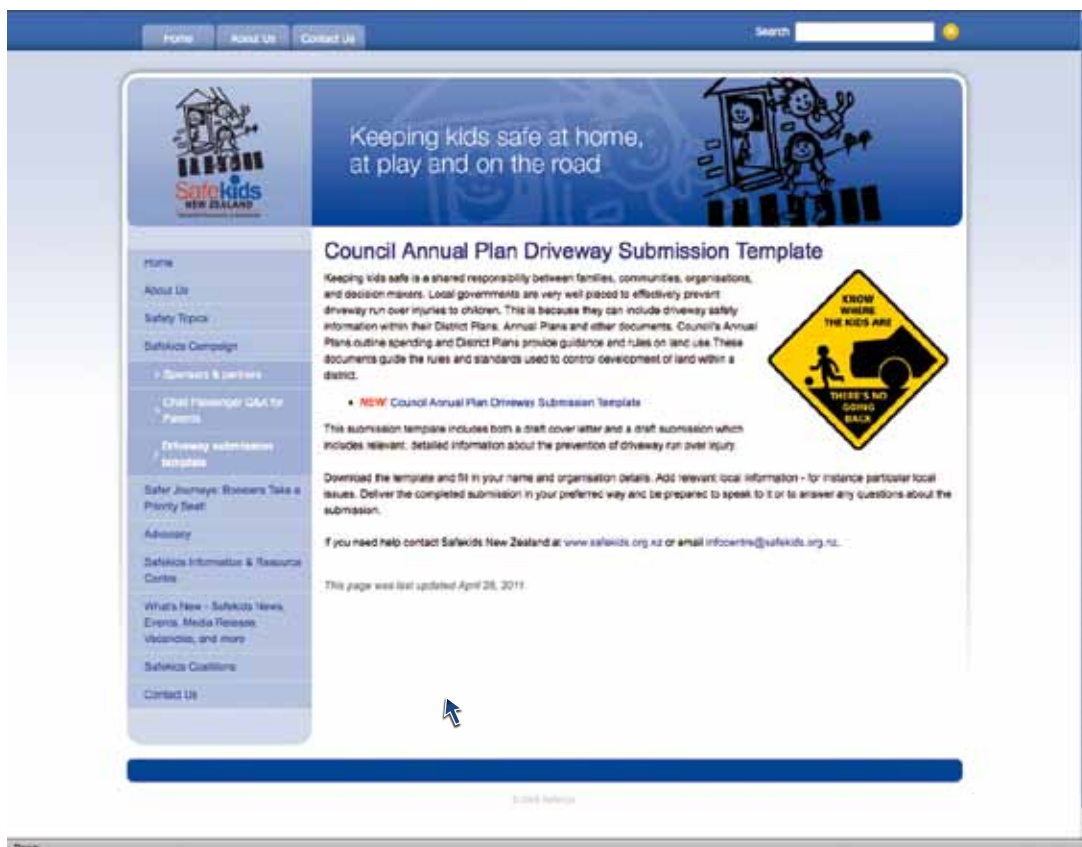 Home About Us Contact Us Search
Keeping kids safe at home,
at play and on the road
Safekids
NEW ZEALAND
Home
About Us
Safety Topics
Safekids Campaign
Sponsors & partners
Child Passenger Q&A for
Parents
Driveway submission
template
Safer Journeys: Boosters Take a
Priority Seat!
Advocacy
Safekids Information & Resource
Centre
What's New - Safekids News,
Events, Media Release,
Vacancies, and more
Safekids Coalitions
Contact Us
Council Annual Plan Driveway Submission Template
Keeping kids safe is a shared responsibility between families, communities, organisations,
and decision makers. Local governments are very well placed to effectively prevent
driveway run over injuries to children. This is because they can include driveway safety
information within their District Plans, Annual Plans and other documents. Council's Annual
Plans outline spending and District Plans provide guidance and rules on land use.These
documents guide the rules and standards used to control development of land within a
district.
• NEW! Council Annual Plan Driveway Submission Template
This submission template includes both a draft cover letter and a draft submission which
includes relevant, detailed information about the prevention of driveway run over injury.
Download the template and fill in your name and organisation details. Add relevant local information - for instance particular local
issues. Deliver the completed submission in your preferred way and be prepared to speak to it or to answer any questions about the
submission.
If you need help contact Safekids New Zealand at www.safekids.org.nz or email infocentre@safekids.org.nz.
This page was last updated April 28, 2011.
KNOW
WHERE
THE KIDS ARE
THERE'S NO
GOING
BACK